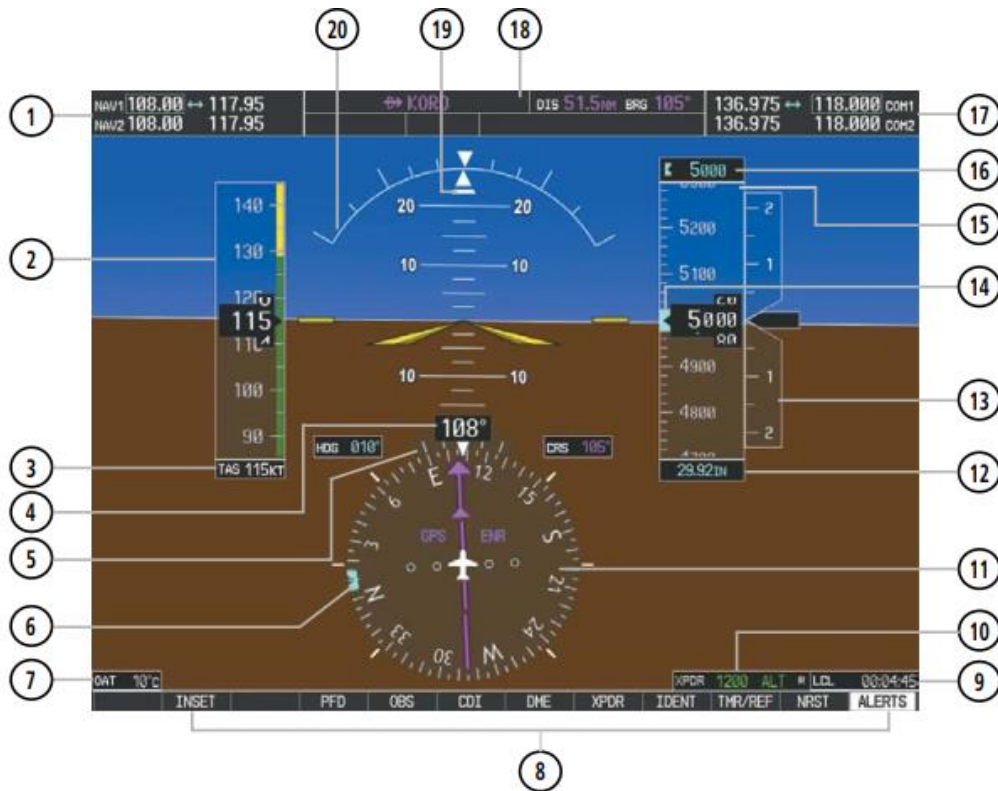 20 19 18
1
NAV1 108.00 ↔ 117.95
NAV2 108.00 117.95
KORD
DIS 51.5NM BRG 105°
136.975 ↔ 118.000 COM1
136.975 118.000 COM2
17
16
5000
15
2
140
130
120
115
110
100
90
TAS 115KT
3
20 20
10 10
10 10
5200
5100
5000
20
80
4900
4800
2
1
1
2
14
13
29.92IN
12
108°
HDG 010°
CRS 105°
4
5
6
7
E
12
15
S
21
24
W
30
33
N
3
6
GPS ENR
11
10
9
OAT 10°C
XPDR 1200 ALT R LCL 00:04:45
INSET PFD OBS CDI DME XPDR IDENT TMR/REF NRST ALERTS
8